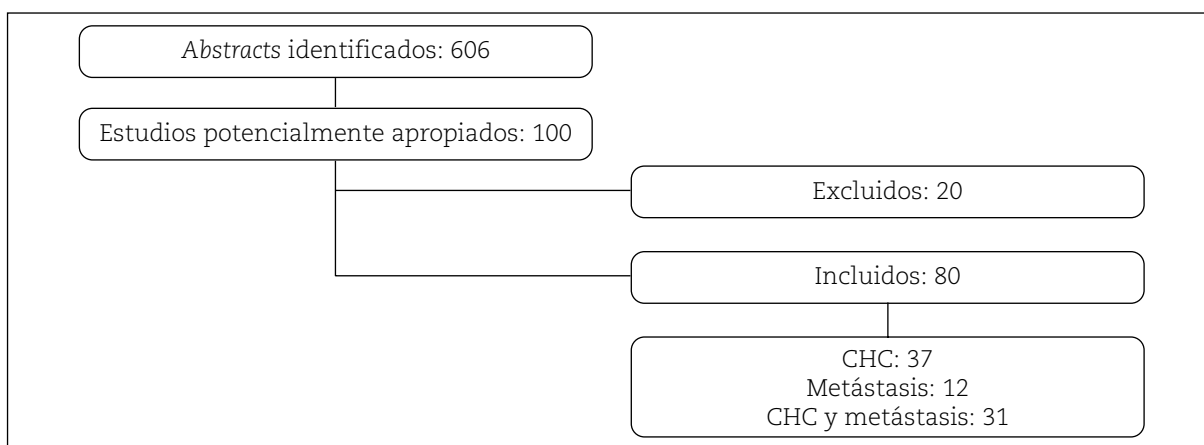 Abstracts identificados: 606
Estudios potencialmente apropiados: 100
Excluidos: 20
Incluidos: 80
CHC: 37
Metástasis: 12
CHC y metástasis: 31